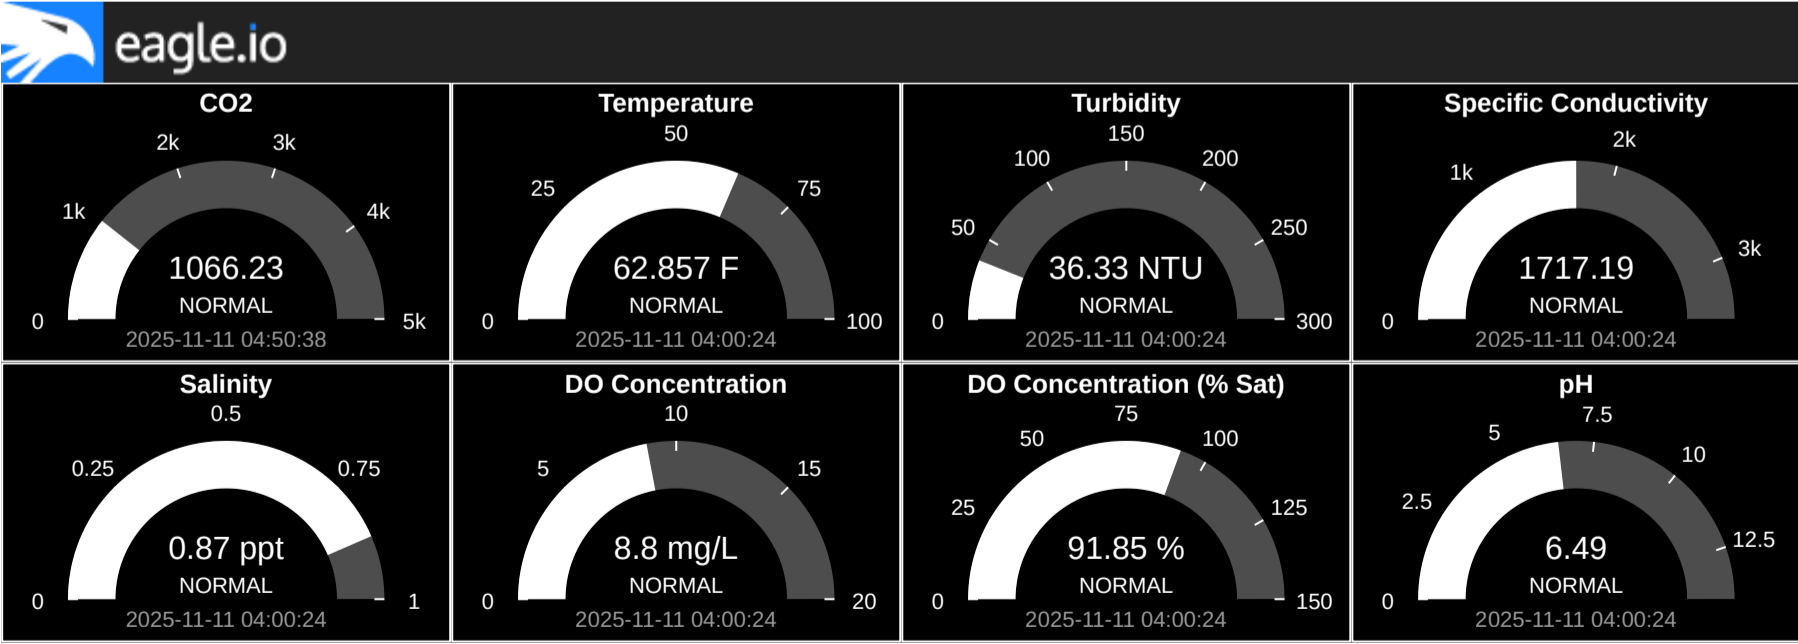 eagle.io
CO2
2k
3k
1k
4k
1066.23
NORMAL
0
5k
2025-11-11 04:50:38
Temperature
50
25
75
62.857 F
NORMAL
0
100
2025-11-11 04:00:24
Turbidity
150
100
200
50
250
36.33 NTU
NORMAL
0
300
2025-11-11 04:00:24
Specific Conductivity
2k
1k
3k
1717.19
NORMAL
0
2025-11-11 04:00:24
Salinity
0.5
0.25
0.75
0.87 ppt
NORMAL
0
1
2025-11-11 04:00:24
DO Concentration
10
5
15
8.8 mg/L
NORMAL
0
20
2025-11-11 04:00:24
DO Concentration (% Sat)
75
50
100
25
125
91.85 %
NORMAL
0
150
2025-11-11 04:00:24
pH
7.5
5
10
2.5
12.5
6.49
NORMAL
0
2025-11-11 04:00:24